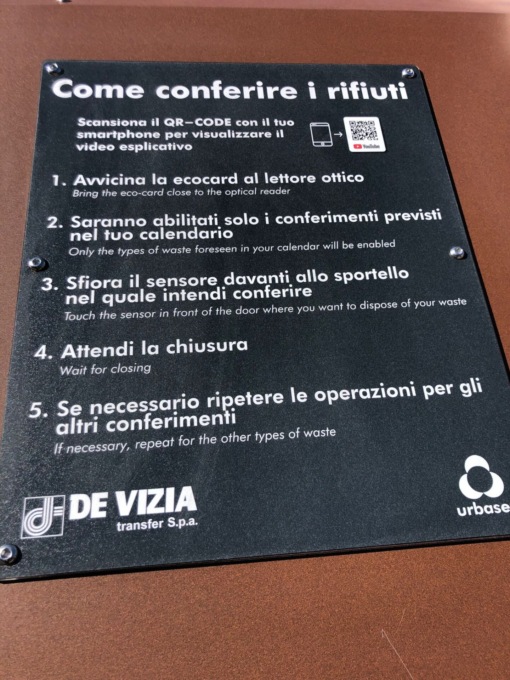 Come conferire i rifiuti
Scansiona il QR-CODE con il tuo
smartphone per visualizzare il
video esplicativo
YouTube
1. Avvicina la ecocard al lettore ottico
Bring the eco-card close to the optical reader
2. Saranno abilitati solo i conferimenti previsti
nel tuo calendario
Only the types of waste foreseen in your calendar will be enabled
3. Sfiora il sensore davanti allo sportello
nel quale intendi conferire
Touch the sensor in front of the door where you want to dispose of your waste
4. Attendi la chiusura
Wait for closing
5. Se necessario ripetere le operazioni per gli
altri conferimenti
If necessary, repeat for the other types of waste
DE VIZIA
transfer S.p.a.
urbaser